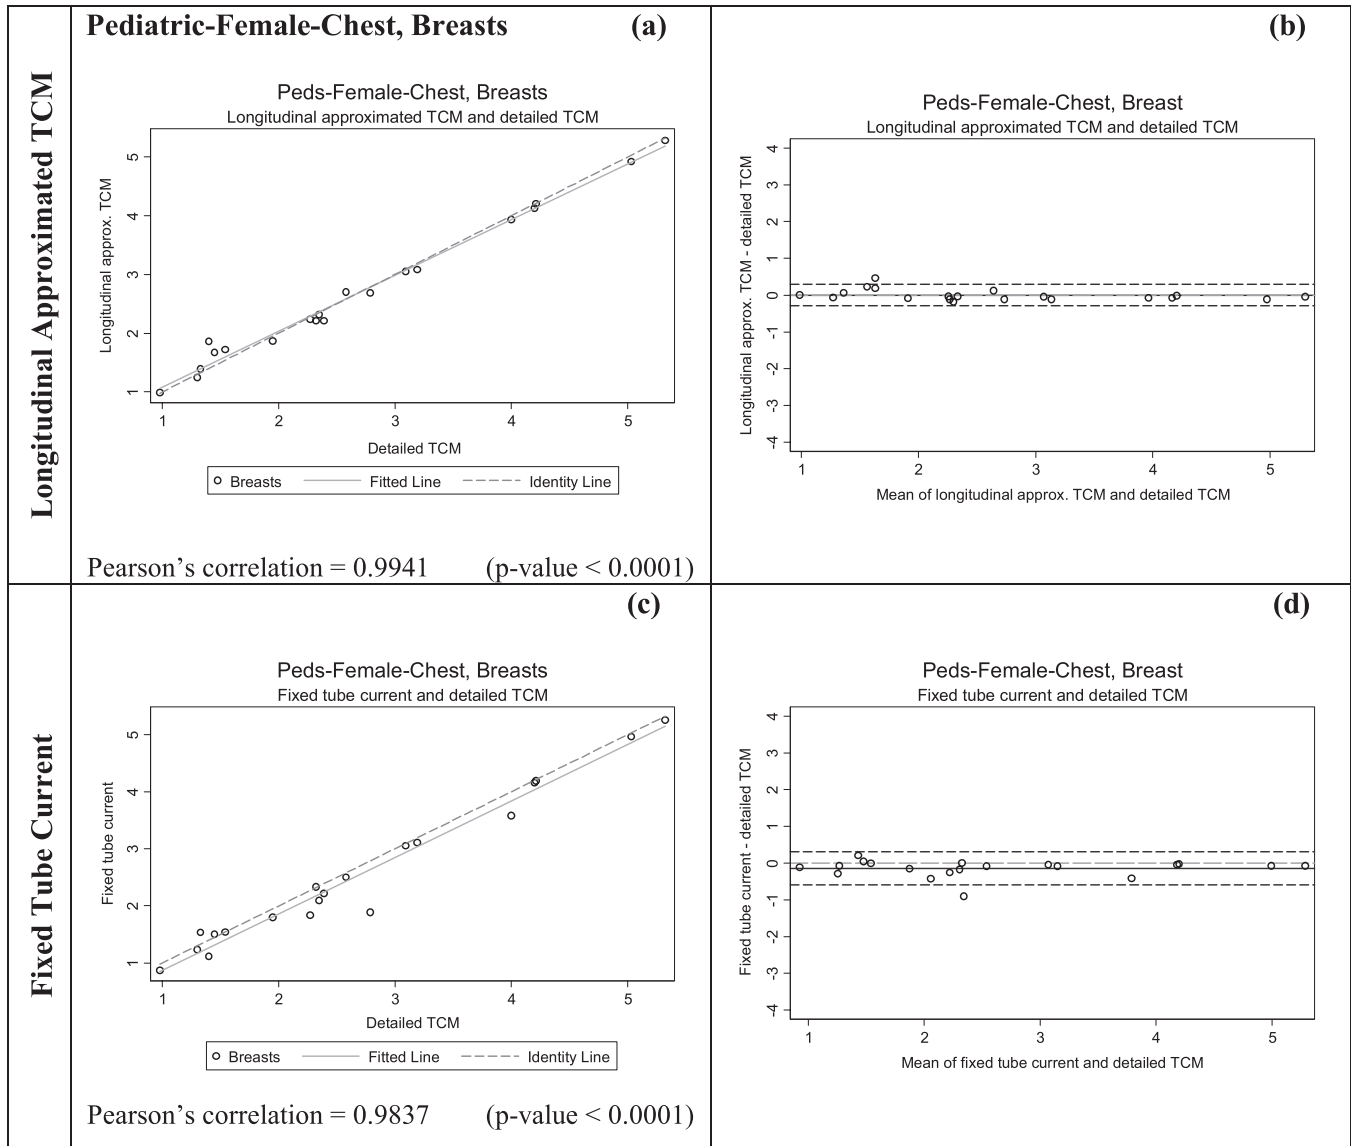 Pediatric-Female-Chest, Breasts (a)
Longitudinal Approximated TCM
Peds-Female-Chest, Breasts
Longitudinal approximated TCM and detailed TCM
Longitudinal approx. TCM
5
4
3
2
1
1 2 3 4 5
Detailed TCM
Breasts Fitted Line Identity Line
Pearson’s correlation = 0.9941 (p-value < 0.0001)
(b)
Peds-Female-Chest, Breast
Longitudinal approximated TCM and detailed TCM
Longitudinal approx. TCM - detailed TCM
4
3
2
1
0
-1
-2
-3
-4
1 2 3 4 5
Mean of longitudinal approx. TCM and detailed TCM
Fixed Tube Current
(c)
Peds-Female-Chest, Breasts
Fixed tube current and detailed TCM
Fixed tube current
5
4
3
2
1
1 2 3 4 5
Detailed TCM
Breasts Fitted Line Identity Line
Pearson’s correlation = 0.9837 (p-value < 0.0001)
(d)
Peds-Female-Chest, Breast
Fixed tube current and detailed TCM
Fixed tube current - detailed TCM
4
3
2
1
0
-1
-2
-3
-4
1 2 3 4 5
Mean of fixed tube current and detailed TCM